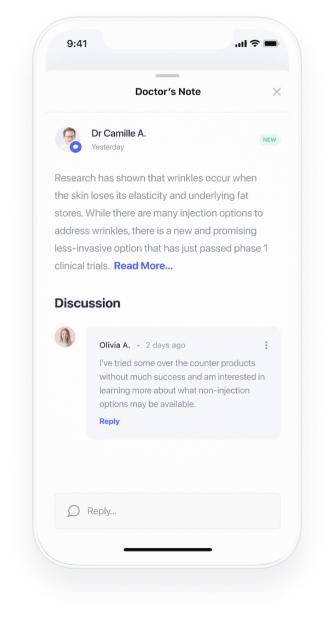 9:41
Doctor's Note
Dr Camille A.
Yesterday
NEW
Research has shown that wrinkles occur when
the skin loses its elasticity and underlying fat
stores. While there are many injection options to
address wrinkles, there is a new and promising
less-invasive option that has just passed phase 1
clinical trials. Read More...
Discussion
Olivia A. • 2 days ago
I've tried some over the counter products
without much success and am interested in
learning more about what non-injection
options may be available.
Reply
Reply...